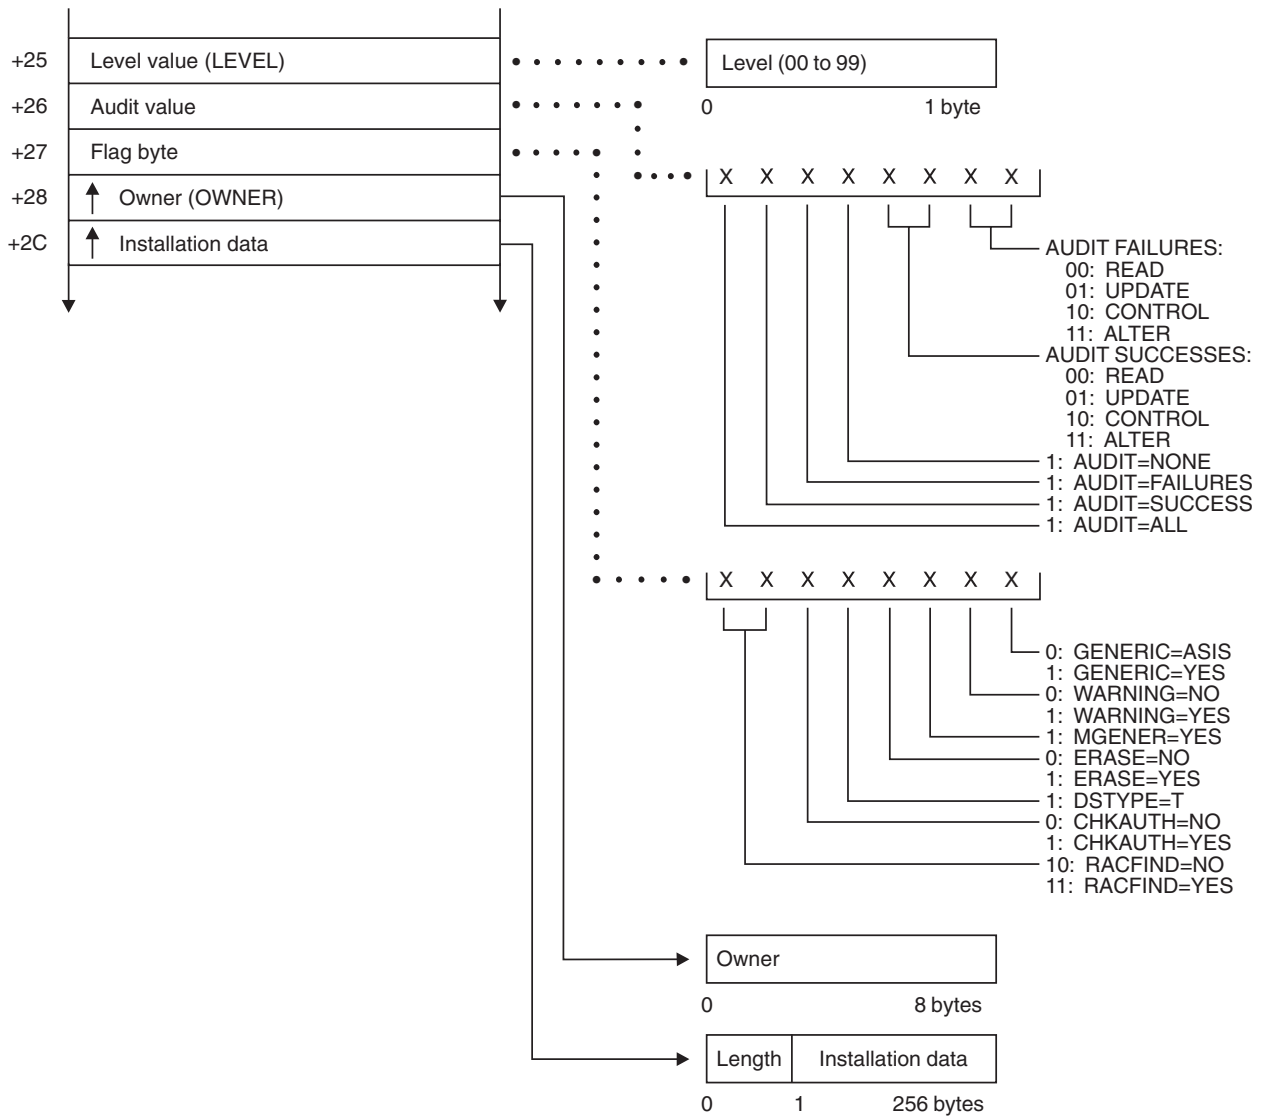 +25 Level value (LEVEL) Level (00 to 99)
0 1 byte
+26 Audit value
+27 Flag byte
X X X X X X X X
+28 Owner (OWNER)
+2C Installation data
AUDIT FAILURES:
00: READ
01: UPDATE
10: CONTROL
11: ALTER
AUDIT SUCCESSES:
00: READ
01: UPDATE
10: CONTROL
11: ALTER
1: AUDIT=NONE
1: AUDIT=FAILURES
1: AUDIT=SUCCESS
1: AUDIT=ALL
X X X X X X X X
0: GENERIC=ASIS
1: GENERIC=YES
0: WARNING=NO
1: WARNING=YES
1: MGENER=YES
0: ERASE=NO
1: ERASE=YES
1: DSTYPE=T
0: CHKAUTH=NO
1: CHKAUTH=YES
10: RACFIND=NO
11: RACFIND=YES
Owner
0 8 bytes
Length Installation data
0 1 256 bytes